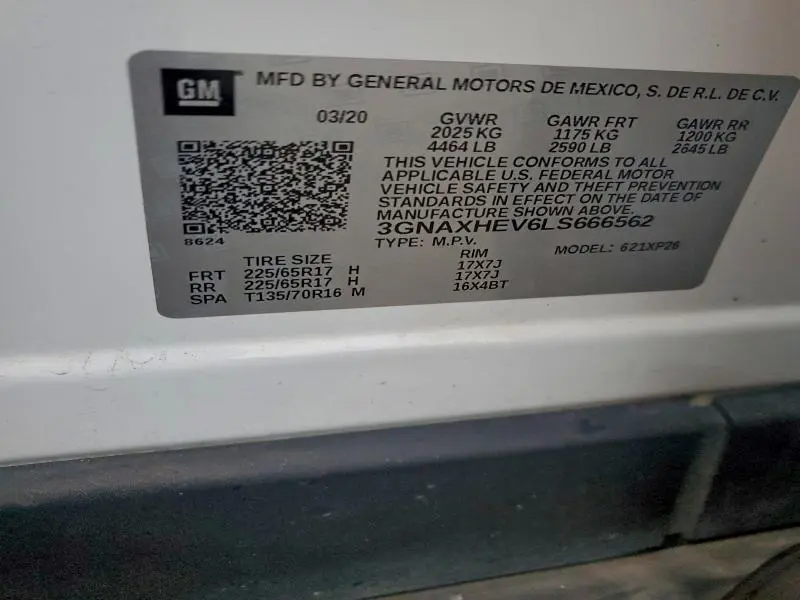 GM MFD BY GENERAL MOTORS DE MEXICO, S. DE R.L. DE C.V.
03/20 GVWR GAWR FRT GAWR RR
2025 KG 1175 KG 1200 KG
4464 LB 2590 LB 2645 LB
THIS VEHICLE CONFORMS TO ALL
APPLICABLE U.S. FEDERAL MOTOR
VEHICLE SAFETY AND THEFT PREVENTION
STANDARDS IN EFFECT ON THE DATE OF
MANUFACTURE SHOWN ABOVE.
3GNAXHEV6LS666562
8624
TYPE: M.P.V. MODEL: 621XP26
TIRE SIZE RIM
FRT 225/65R17 H 17X7J
RR 225/65R17 H 17X7J
SPA T135/70R16 M 16X4BT